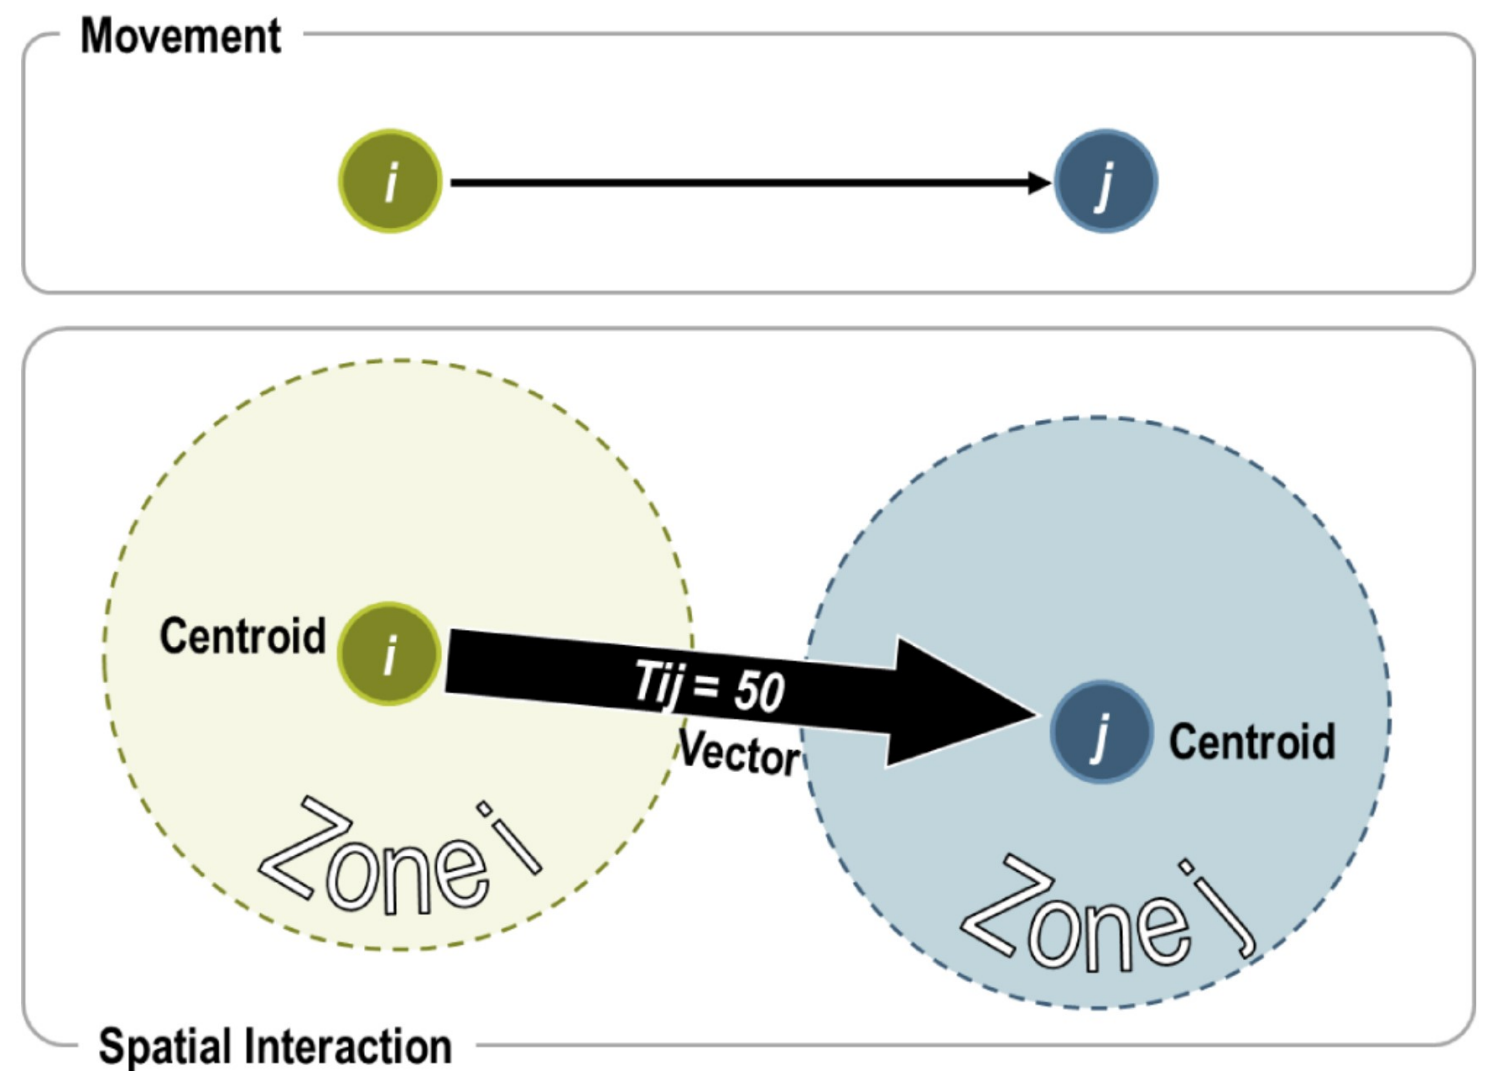 Movement
i
j
Centroid
i
Tij = 50
Vector
j
Centroid
Zone i
Zone j
Spatial Interaction